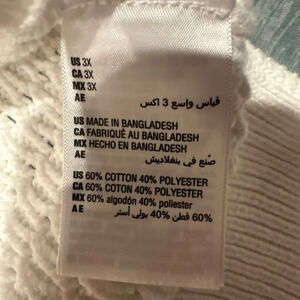 US 3X
CA 3X
MX 3X
AE قياس واسع 3 اكس
US MADE IN BANGLADESH
CA FABRIQUÉ AU BANGLADESH
MX HECHO EN BANGLADESH
AE صنع في بنغلاديش
US 60% COTTON 40% POLYESTER
CA 60% COTON 40% POLYESTER
MX 60% algodón 40% poliester
AE 60% قطن 40% بولي أستر